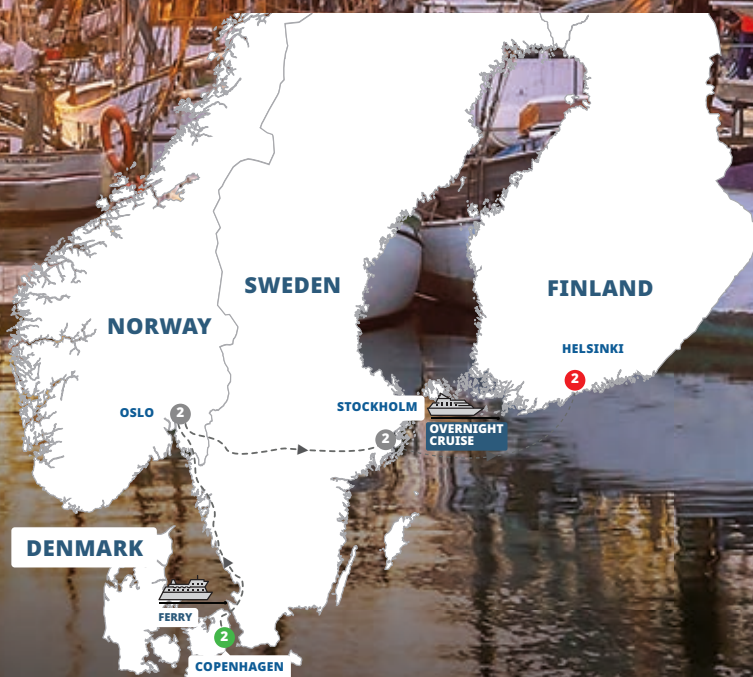 SWEDEN
FINLAND
NORWAY
HELSINKI
2
OSLO
2
STOCKHOLM
2
OVERNIGHT
CRUISE
DENMARK
FERRY
2
COPENHAGEN